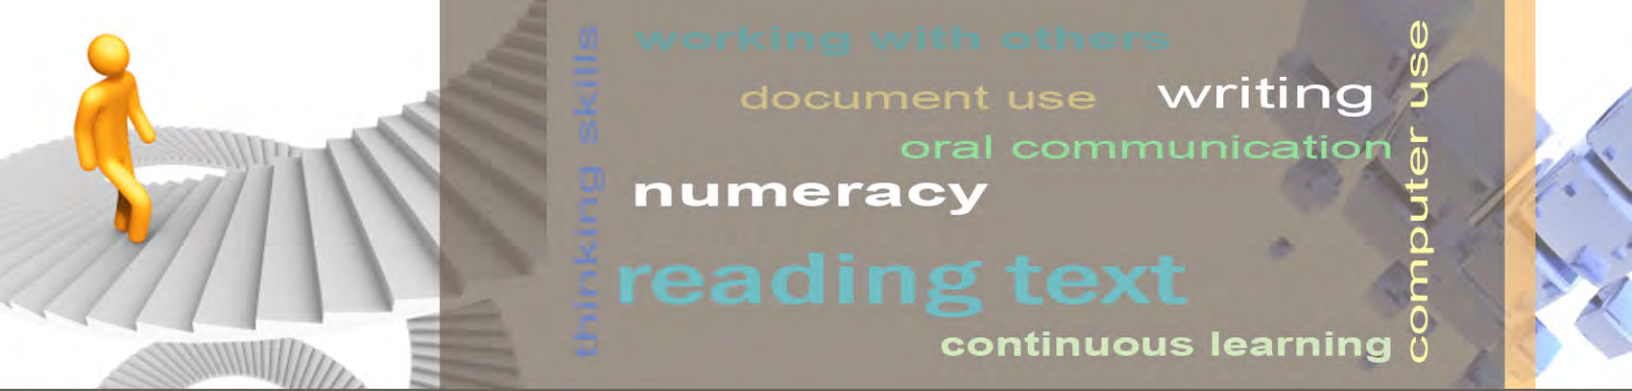 thinking skills
working with others
document use
writing
oral communication
numeracy
reading text
continuous learning
computer use